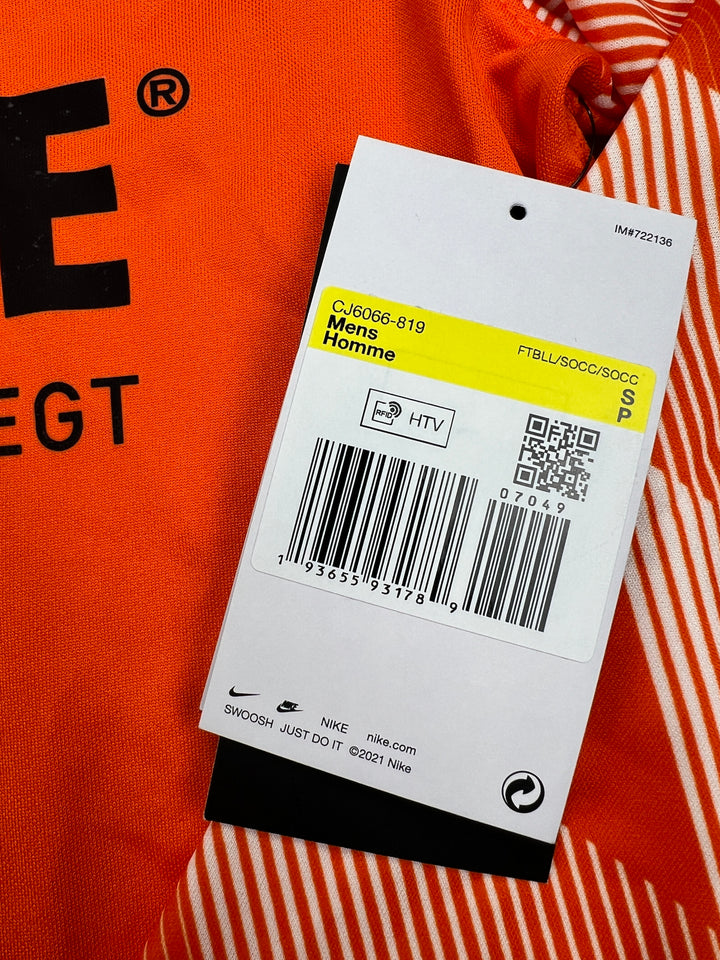 E®
EGT
IM#722136
CJ6066-819
Mens
Homme
FTBLL/SOCC/SOCC
S
P
RFID
HTV
07049
1 93655 93178 9
SWOOSH JUST DO IT NIKE nike.com
©2021 Nike